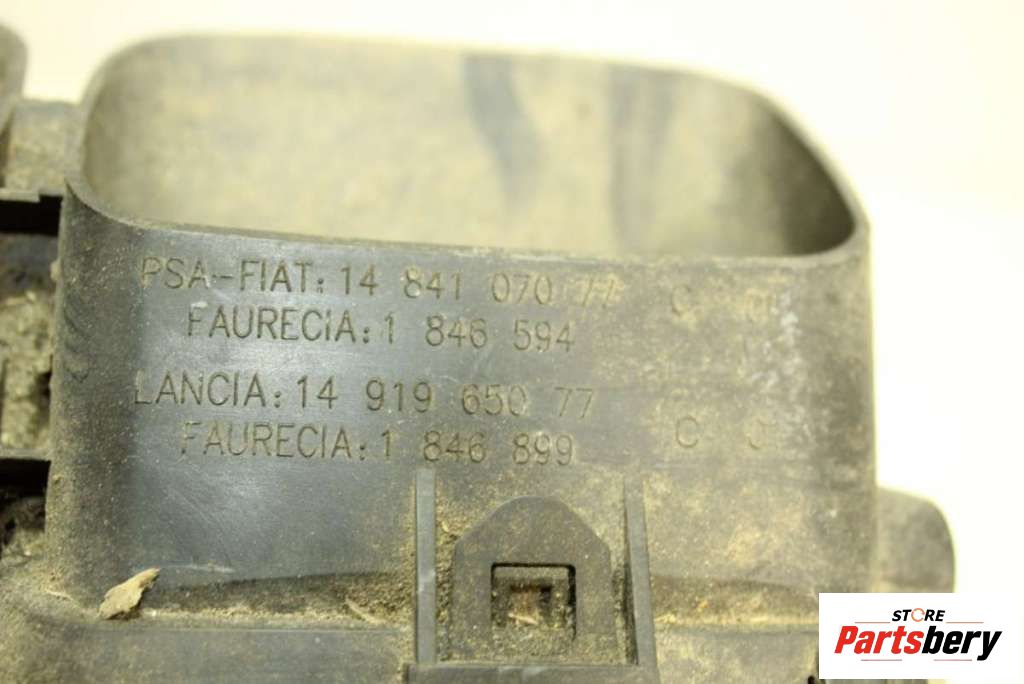 PSA-FIAT: 14 841 070 77 C
FAURECIA: 1 846 594
LANCIA: 14 919 650 77 C
FAURECIA: 1 846 899
STORE
Partsbery